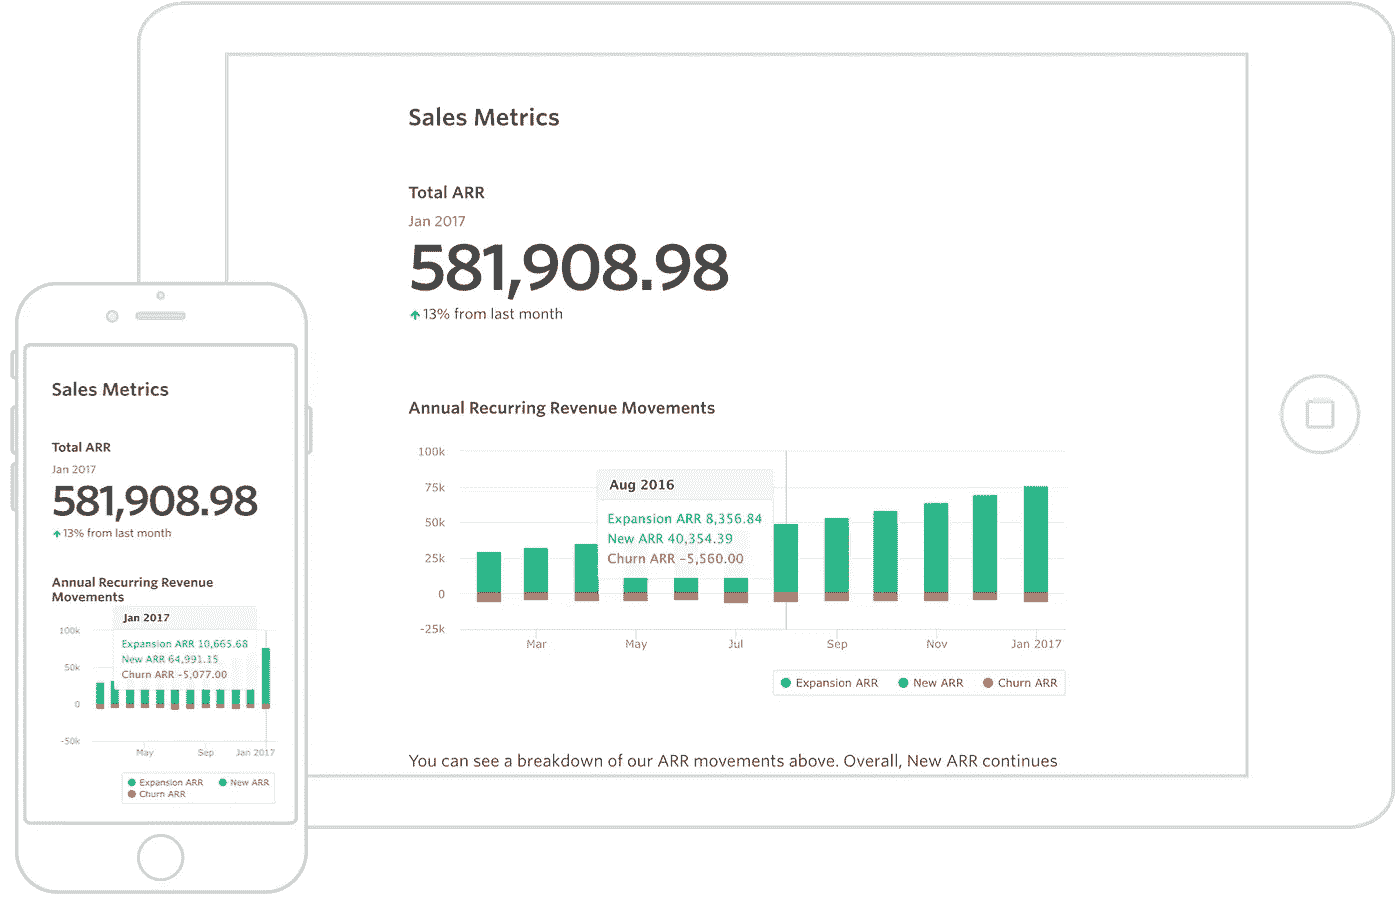 Sales Metrics
Total ARR
Jan 2017
581,908.98
13% from last month
Annual Recurring Revenue Movements
100k
75k
50k
25k
0
-25k
Aug 2016
Expansion ARR 8,356.84
New ARR 40,354.39
Churn ARR -5,560.00
Mar May Jul Sep Nov Jan 2017
Expansion ARR New ARR Churn ARR
You can see a breakdown of our ARR movements above. Overall, New ARR continues
Sales Metrics
Total ARR
Jan 2017
581,908.98
13% from last month
Annual Recurring Revenue
Movements
100k
50k
0
-50k
Jan 2017
Expansion ARR 10,665.68
New ARR 64,991.15
Churn ARR -5,077.00
May Sep Jan 2017
Expansion ARR New ARR
Churn ARR